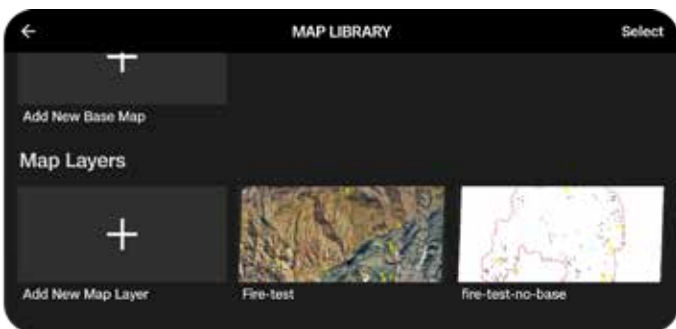 MAP LIBRARY Select
Add New Base Map
Map Layers
Add New Map Layer Fire-test fire-test-no-base